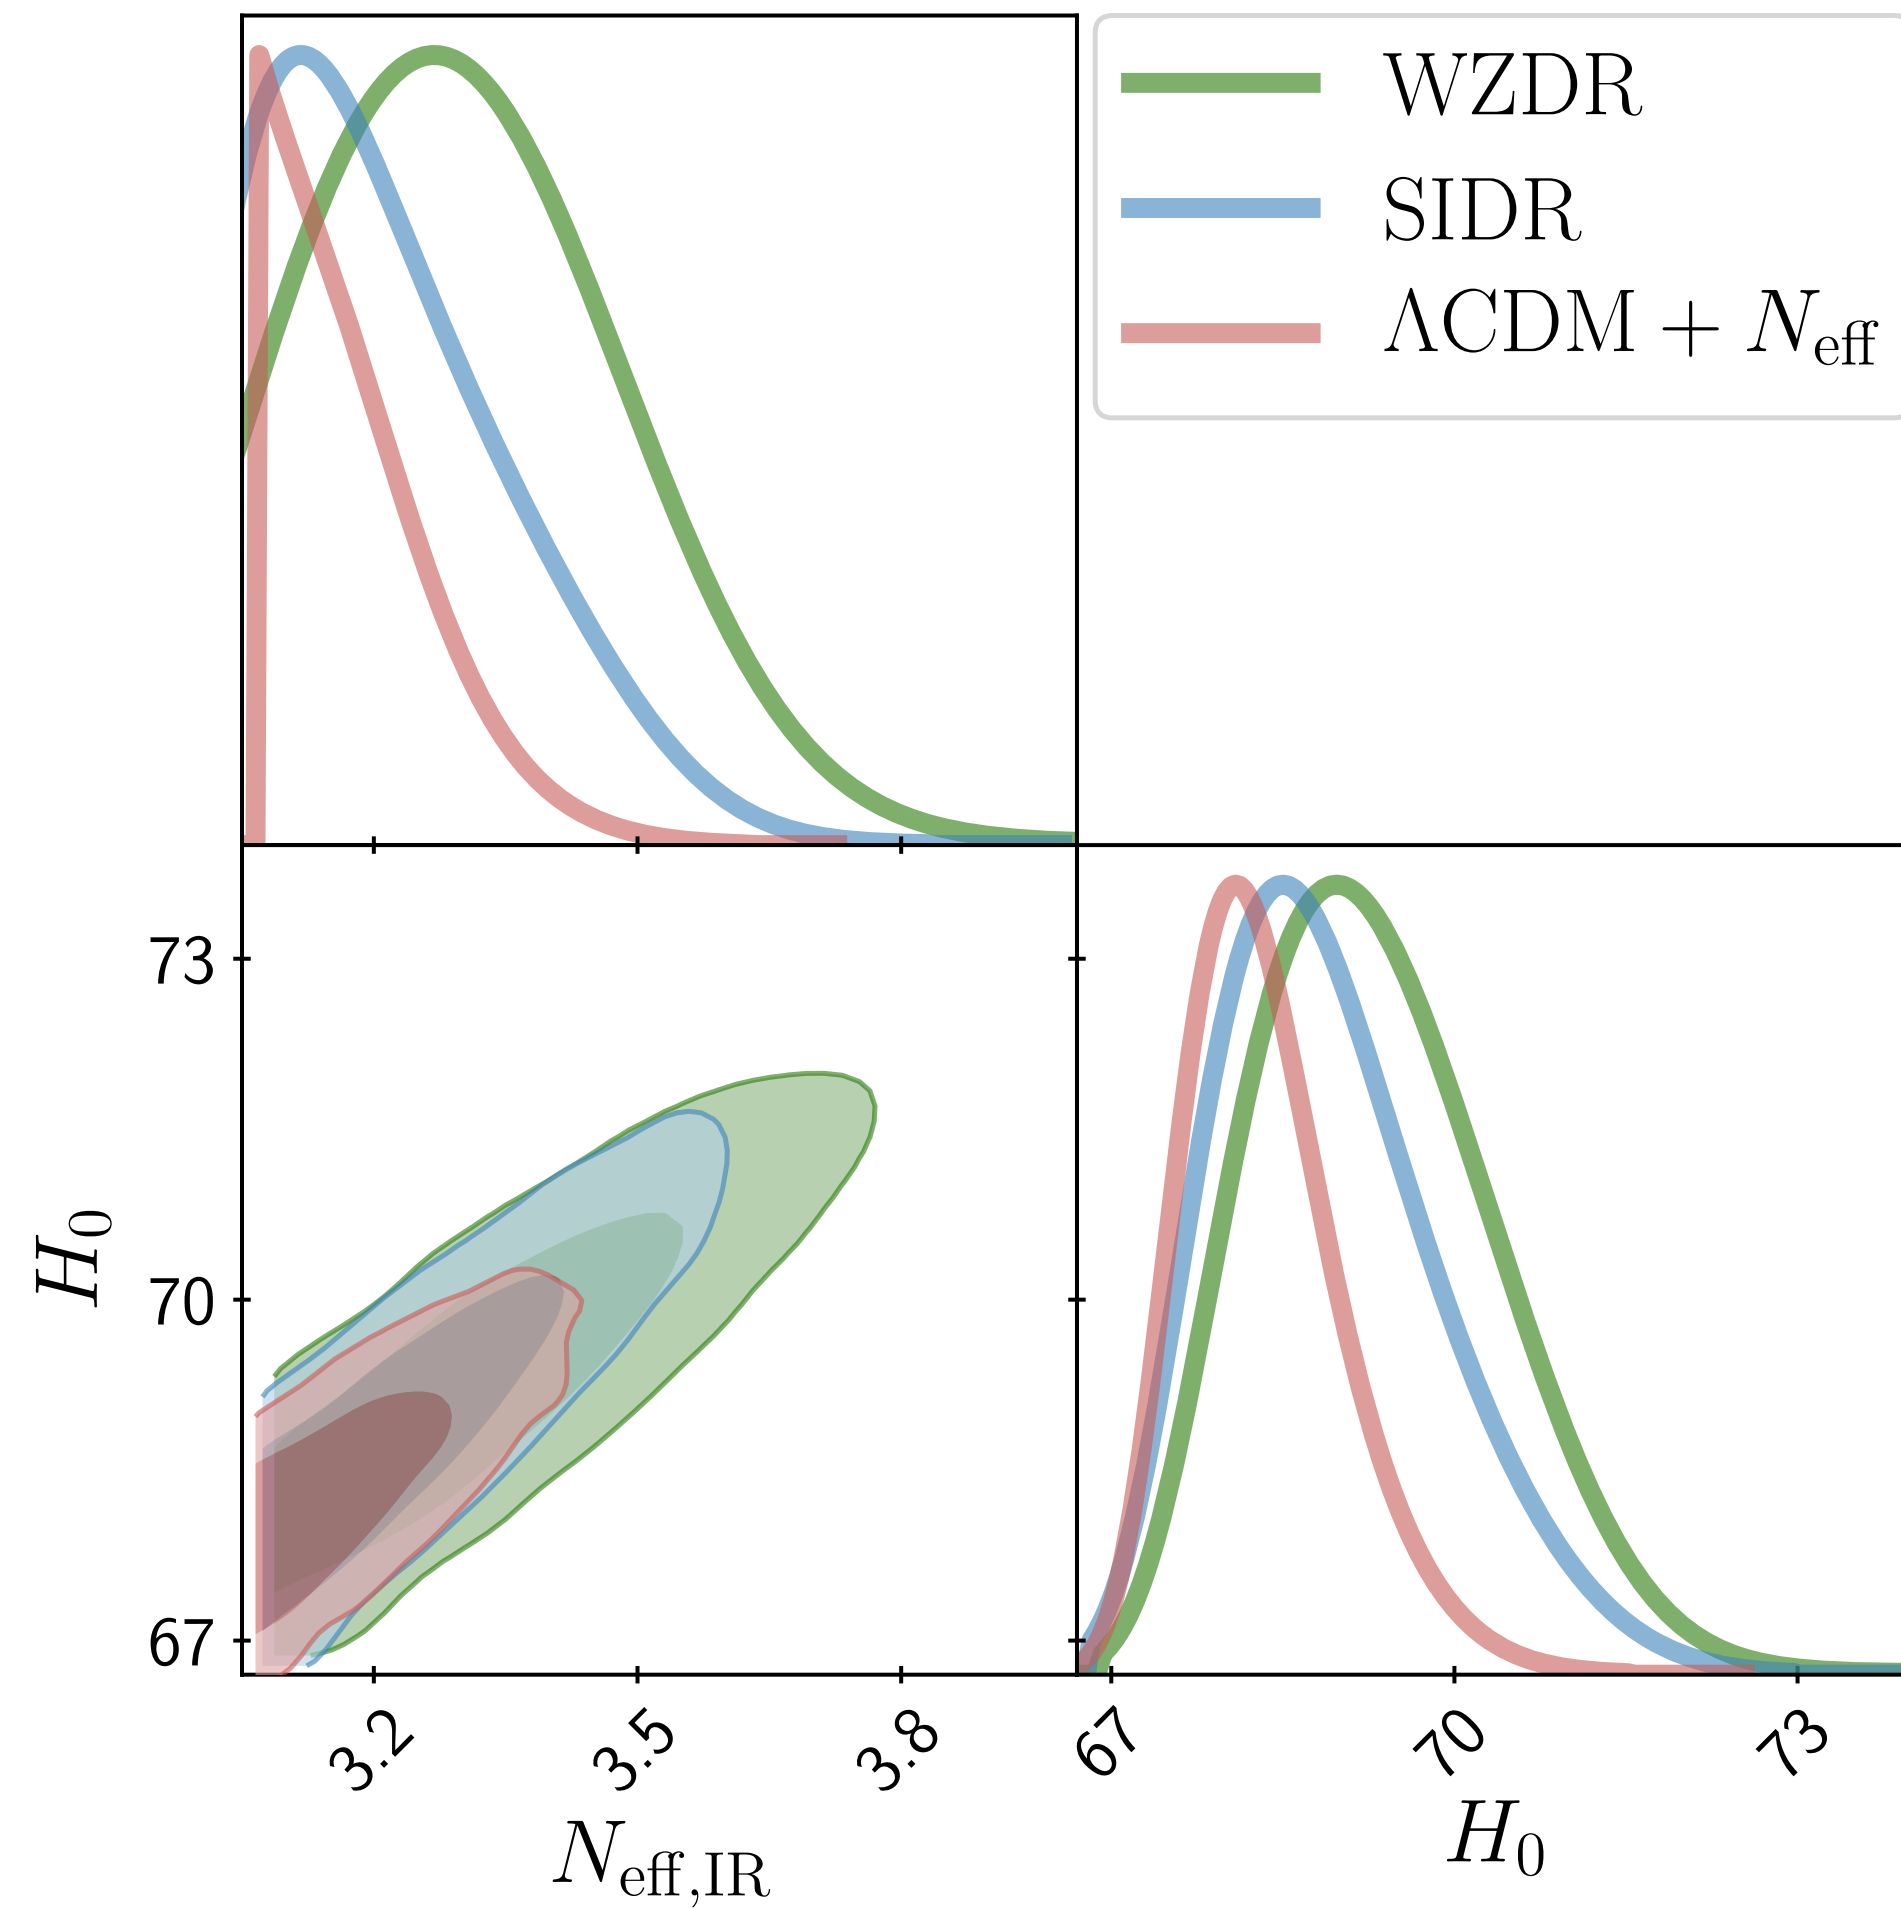 WZDR
SIDR
ΛCDM + N_eff
73
70
67
H_0
3.2 3.5 3.8
67 70 73
N_eff,IR
H_0